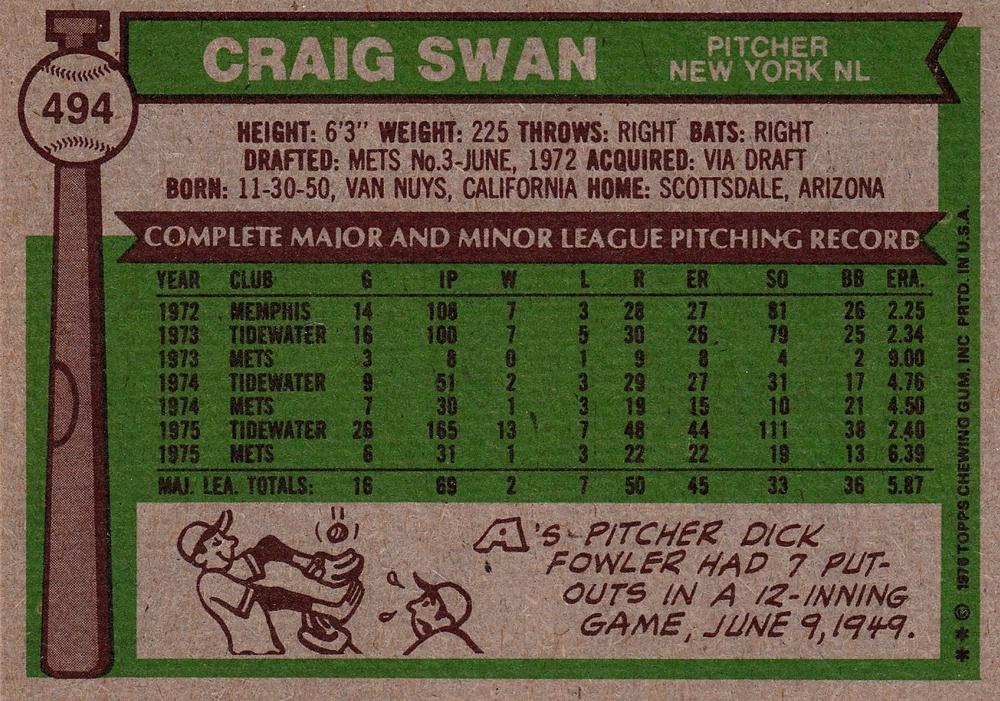 494
CRAIG SWAN
PITCHER
NEW YORK NL
HEIGHT: 6'3" WEIGHT: 225 THROWS: RIGHT BATS: RIGHT
DRAFTED: METS No.3-JUNE, 1972 ACQUIRED: VIA DRAFT
BORN: 11-30-50, VAN NUYS, CALIFORNIA HOME: SCOTTSDALE, ARIZONA
COMPLETE MAJOR AND MINOR LEAGUE PITCHING RECORD
YEAR CLUB G IP W L R ER SO BB ERA.
1972 MEMPHIS 14 108 7 3 28 27 81 26 2.25
1973 TIDEWATER 16 100 7 5 30 26 79 25 2.34
1973 METS 3 8 0 1 9 8 4 2 9.00
1974 TIDEWATER 9 51 2 3 29 27 31 17 4.76
1974 METS 7 30 1 3 19 15 10 21 4.50
1975 TIDEWATER 26 165 13 7 48 44 111 38 2.40
1975 METS 6 31 1 3 22 22 19 13 6.39
MAJ. LEA. TOTALS: 16 69 2 7 50 45 33 36 5.87
A'S PITCHER DICK
FOWLER HAD 7 PUT-
OUTS IN A 12-INNING
GAME, JUNE 9, 1949.
** © 1976 TOPPS CHEWING GUM, INC PRTD. IN U.S.A.